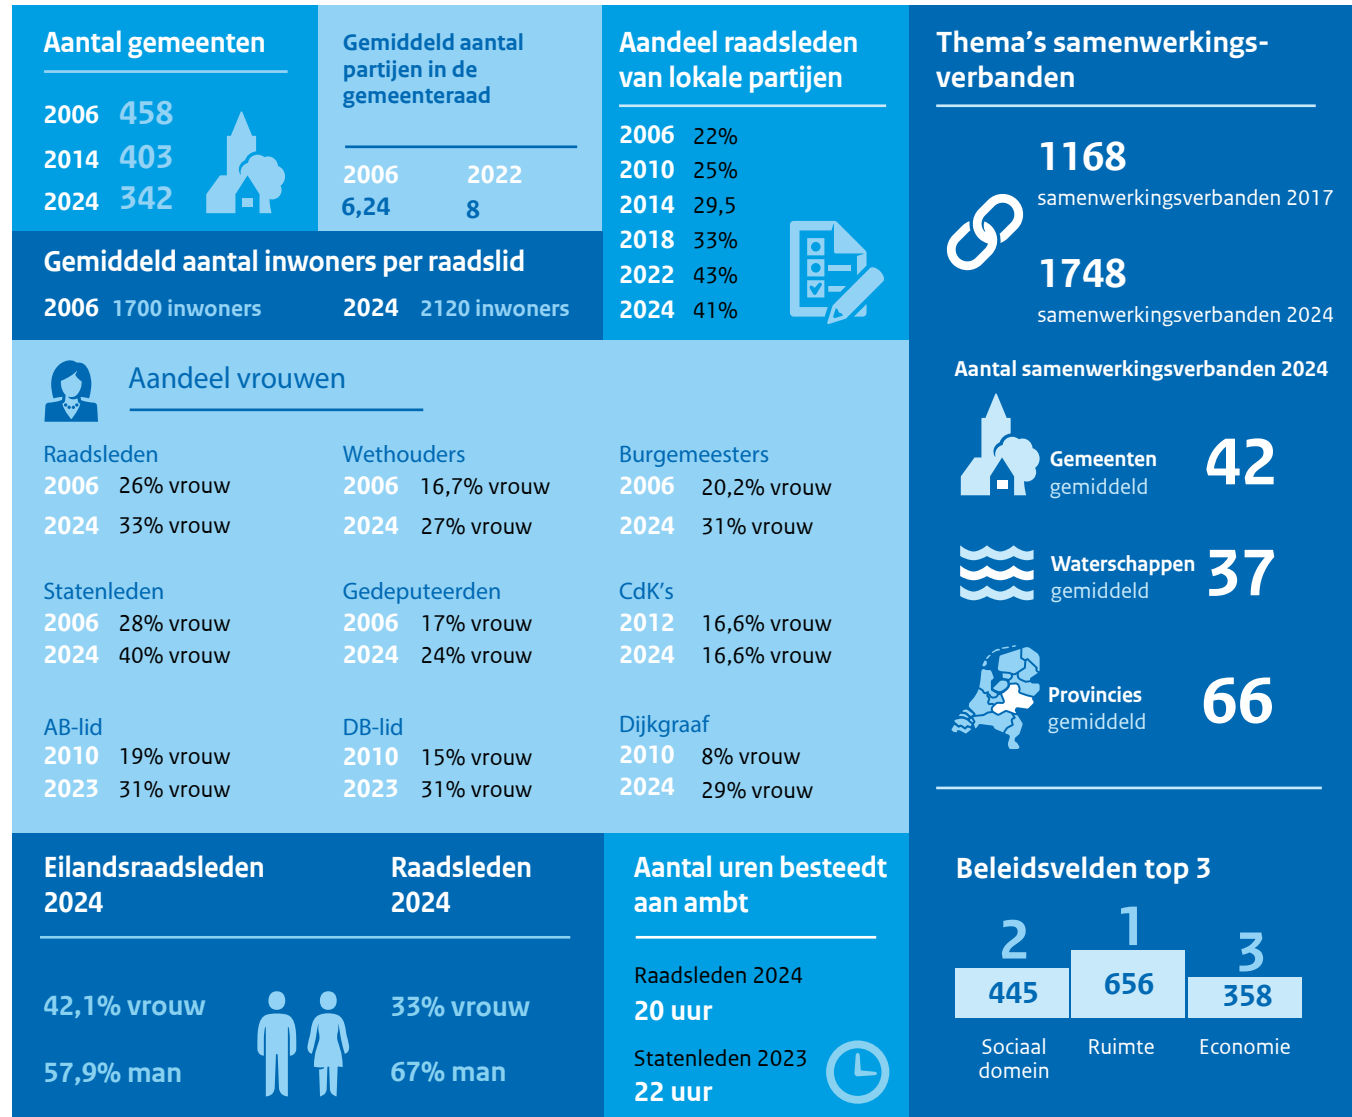 Aantal gemeenten
2006 458
2014 403
2024 342
Gemiddeld aantal
partijen in de
gemeenteraad
2006 2022
6,24 8
Aandeel raadsleden
van lokale partijen
2006 22%
2010 25%
2014 29,5
2018 33%
2022 43%
2024 41%
Gemiddeld aantal inwoners per raadslid
2006 1700 inwoners 2024 2120 inwoners
Aandeel vrouwen
Raadsleden
2006 26% vrouw
2024 33% vrouw
Wethouders
2006 16,7% vrouw
2024 27% vrouw
Burgemeesters
2006 20,2% vrouw
2024 31% vrouw
Statenleden
2006 28% vrouw
2024 40% vrouw
Gedeputeerden
2006 17% vrouw
2024 24% vrouw
CdK's
2012 16,6% vrouw
2024 16,6% vrouw
AB-lid
2010 19% vrouw
2023 31% vrouw
DB-lid
2010 15% vrouw
2023 31% vrouw
Dijkgraaf
2010 8% vrouw
2024 29% vrouw
Eilandsraadsleden
2024
42,1% vrouw
57,9% man
Raadsleden
2024
33% vrouw
67% man
Aantal uren besteedt
aan ambt
Raadsleden 2024
20 uur
Statenleden 2023
22 uur
Thema's samenwerkings-
verbanden
1168
samenwerkingsverbanden 2017
1748
samenwerkingsverbanden 2024
Aantal samenwerkingsverbanden 2024
Gemeenten
gemiddeld
42
Waterschappen
gemiddeld
37
Provincies
gemiddeld
66
Beleidsvelden top 3
2 1 3
445 656 358
Sociaal
domein
Ruimte
Economie